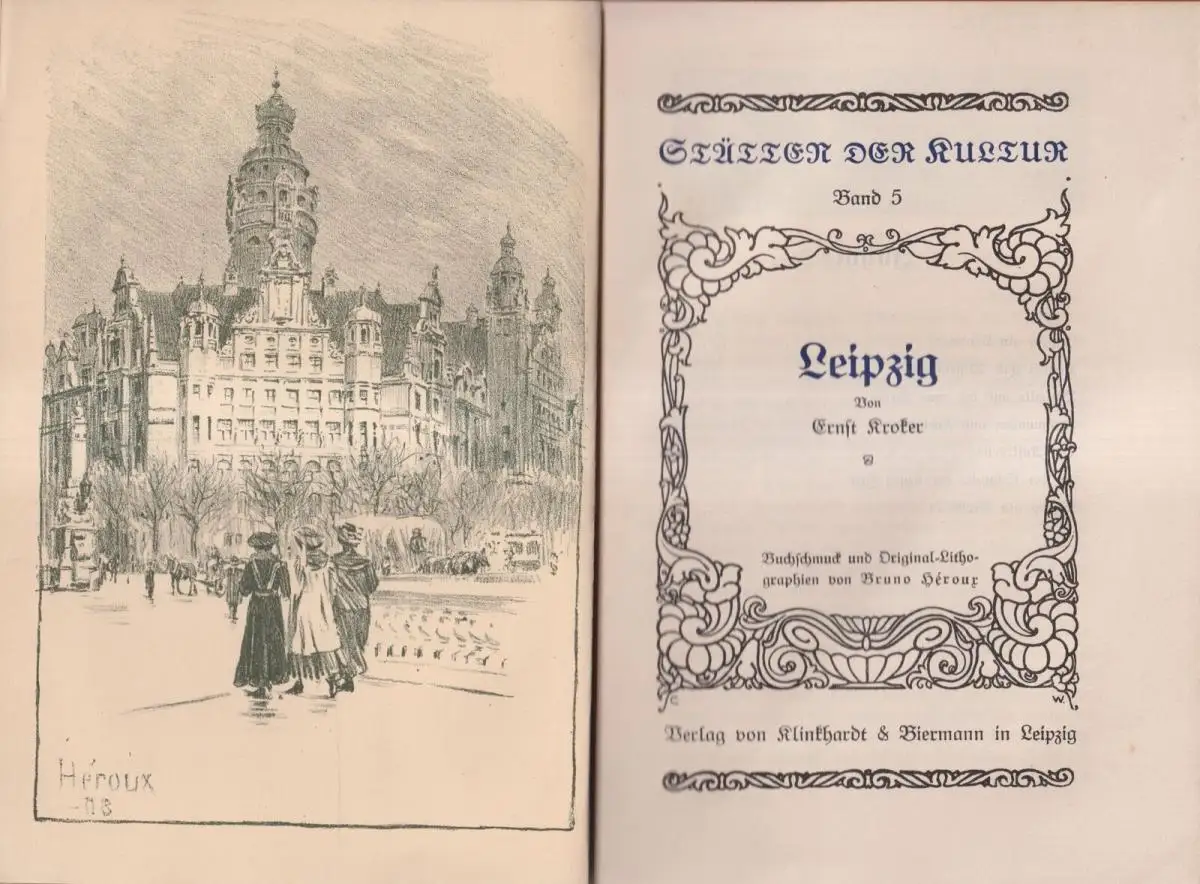 Héroux
STÄTTEN DER KULTUR
Band 5
Leipzig
Von
Ernst Kroker
Buchschmuck und Original-Litho-
graphien von Bruno Héroux
C
W.
Verlag von Klinkhardt & Biermann in Leipzig